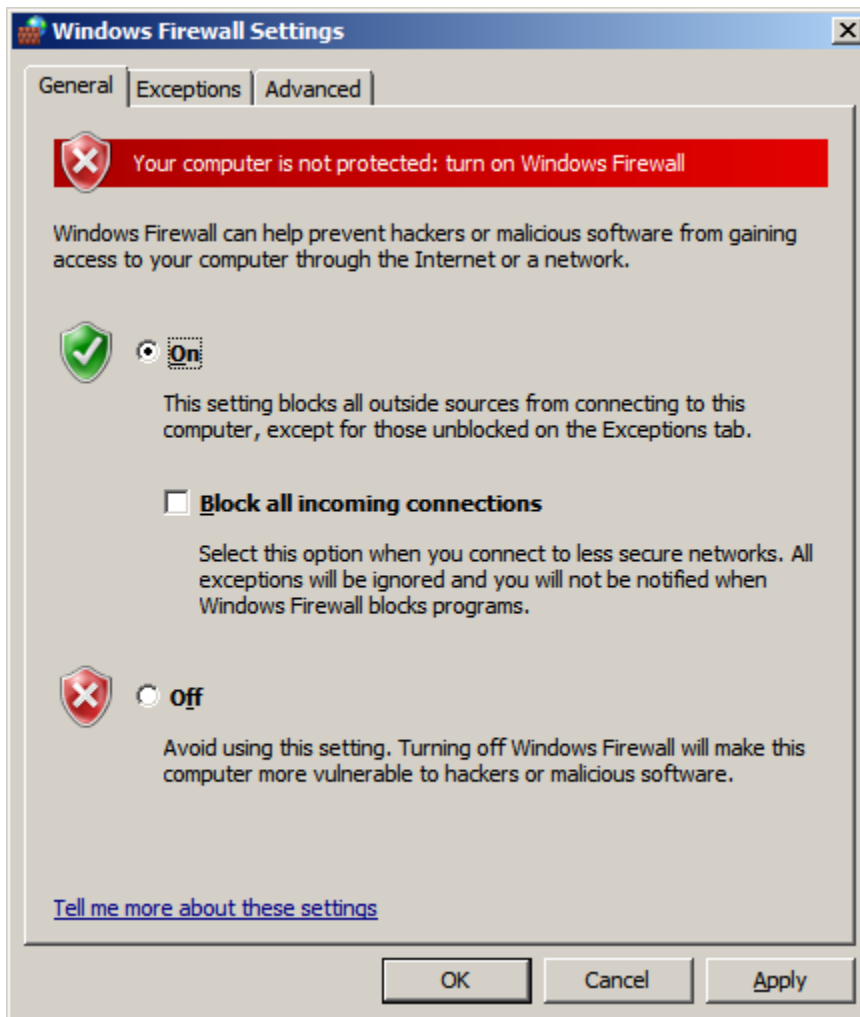 Windows Firewall Settings
General
Exceptions
Advanced
Your computer is not protected: turn on Windows Firewall
Windows Firewall can help prevent hackers or malicious software from gaining
access to your computer through the Internet or a network.
On
This setting blocks all outside sources from connecting to this
computer, except for those unblocked on the Exceptions tab.
Block all incoming connections
Select this option when you connect to less secure networks. All
exceptions will be ignored and you will not be notified when
Windows Firewall blocks programs.
Off
Avoid using this setting. Turning off Windows Firewall will make this
computer more vulnerable to hackers or malicious software.
Tell me more about these settings
OK
Cancel
Apply